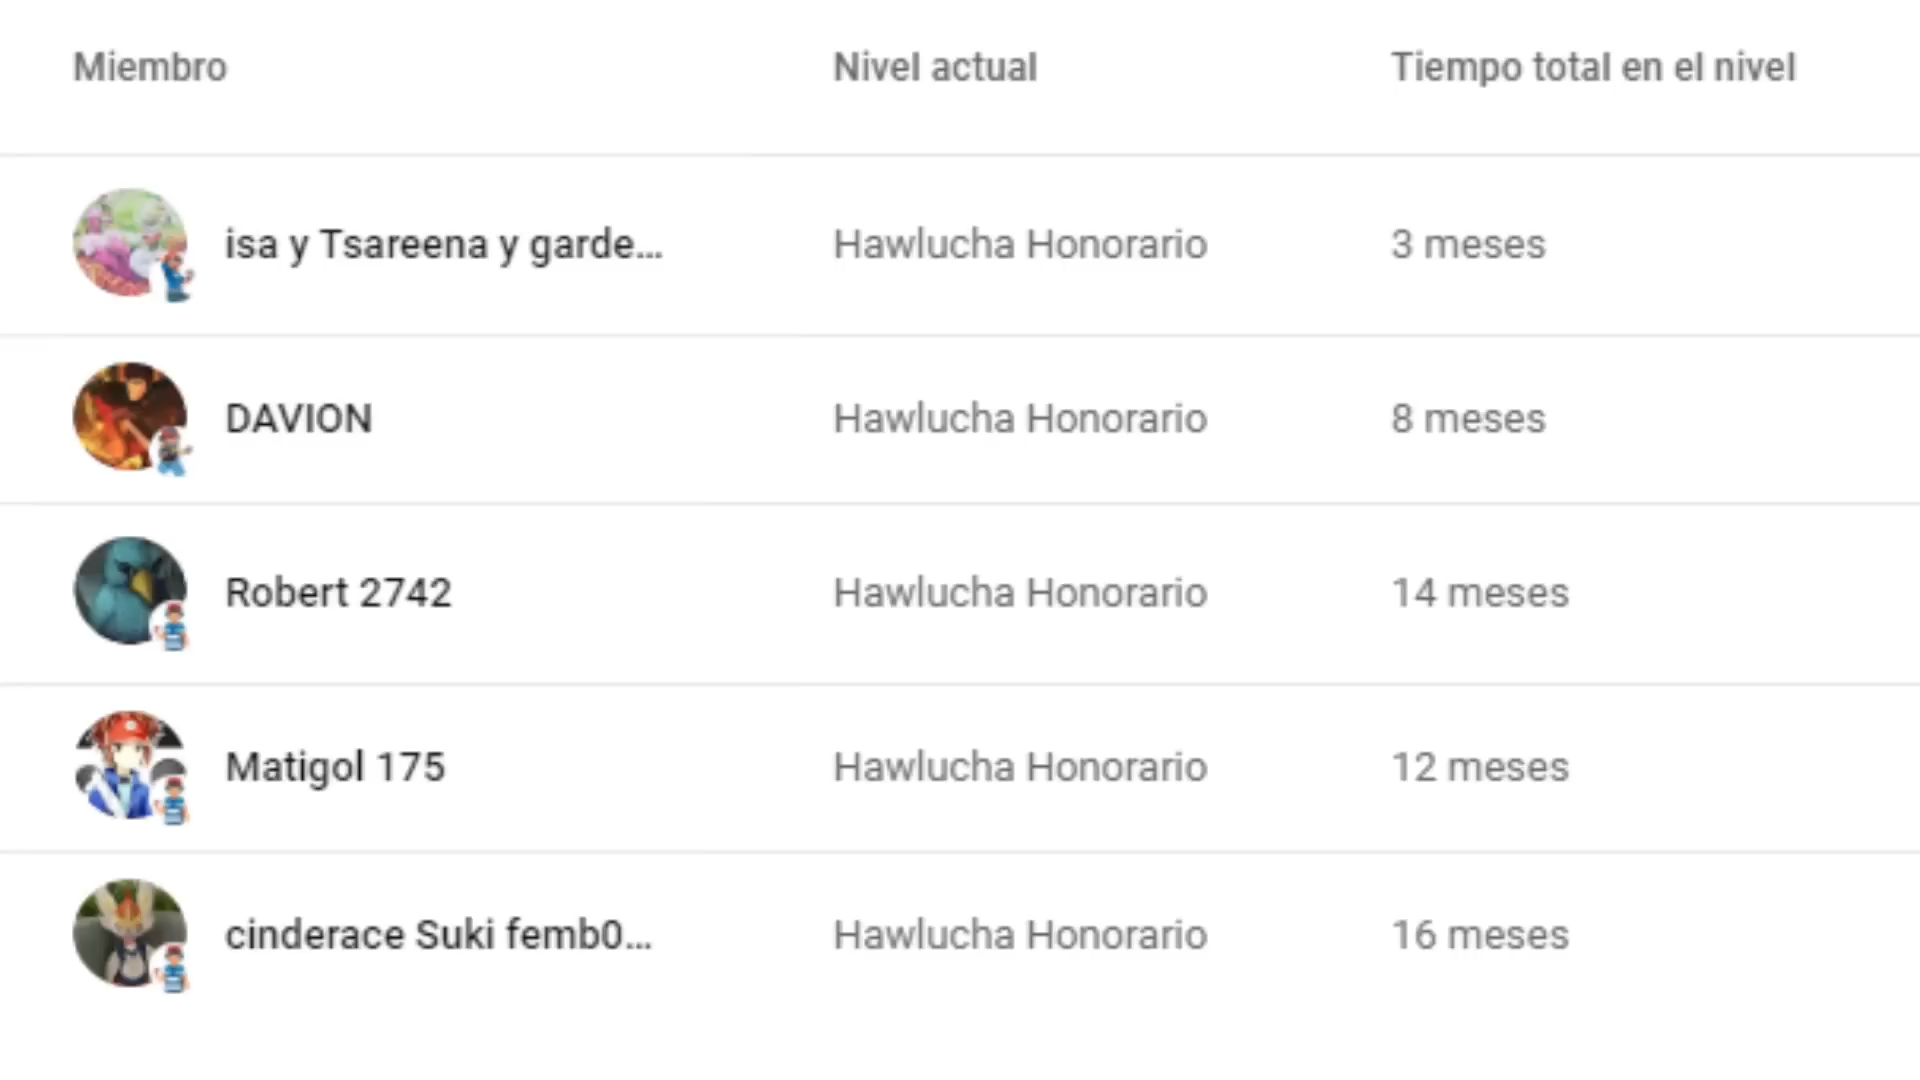 Miembro Nivel actual Tiempo total en el nivel
isa y Tsareena y garde... Hawlucha Honorario 3 meses
DAVION Hawlucha Honorario 8 meses
Robert 2742 Hawlucha Honorario 14 meses
Matigol 175 Hawlucha Honorario 12 meses
cinderace Suki femb0... Hawlucha Honorario 16 meses